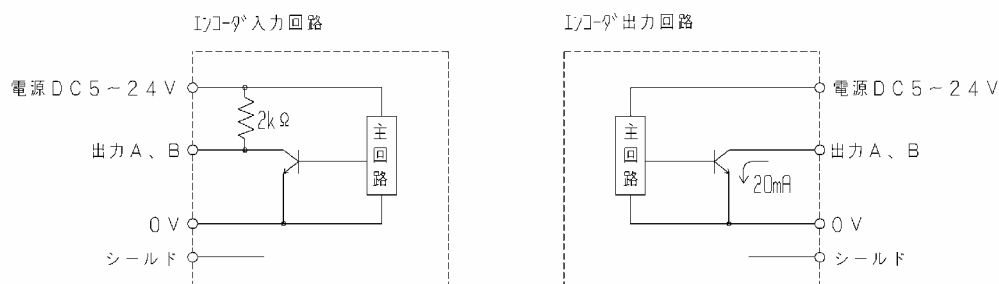 エンコーダ入力回路
電源DC5~24V
2kΩ
主回路
出力A、B
0V
シールド
エンコーダ出力回路
電源DC5~24V
主回路
出力A、B
20mA
0V
シールド